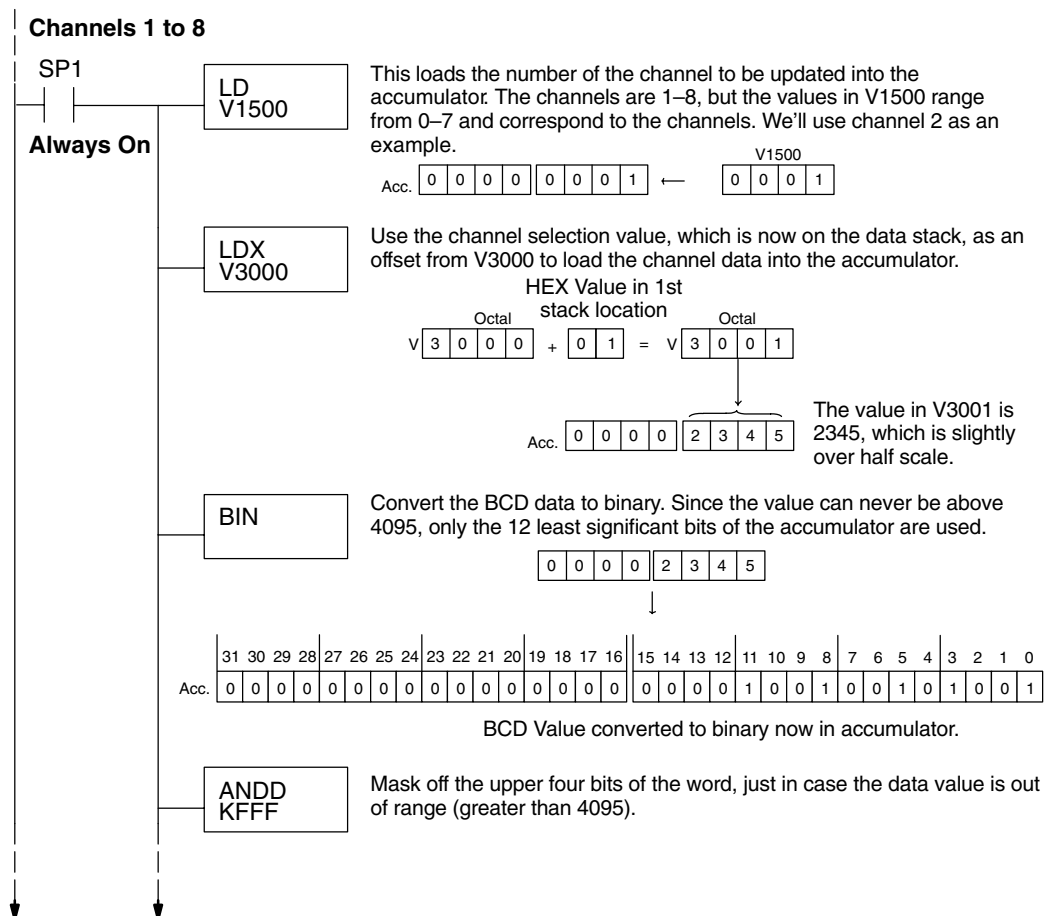 Channels 1 to 8
SP1
Always On
LD
V1500
This loads the number of the channel to be updated into the
accumulator. The channels are 1–8, but the values in V1500 range
from 0–7 and correspond to the channels. We'll use channel 2 as an
example.
V1500
Acc. 0 0 0 0 0 0 0 1 ← 0 0 0 1
LDX
V3000
Use the channel selection value, which is now on the data stack, as an
offset from V3000 to load the channel data into the accumulator.
HEX Value in 1st
stack location
Octal Octal
V 3 0 0 0 + 0 1 = V 3 0 0 1
Acc. 0 0 0 0 2 3 4 5
The value in V3001 is
2345, which is slightly
over half scale.
BIN
Convert the BCD data to binary. Since the value can never be above
4095, only the 12 least significant bits of the accumulator are used.
0 0 0 0 2 3 4 5
31 30 29 28 27 26 25 24 23 22 21 20 19 18 17 16 15 14 13 12 11 10 9 8 7 6 5 4 3 2 1 0
Acc. 0 0 0 0 0 0 0 0 0 0 0 0 0 0 0 0 0 0 0 0 1 0 0 1 0 0 1 0 1 0 0 1
BCD Value converted to binary now in accumulator.
ANDD
KFFF
Mask off the upper four bits of the word, just in case the data value is out
of range (greater than 4095).